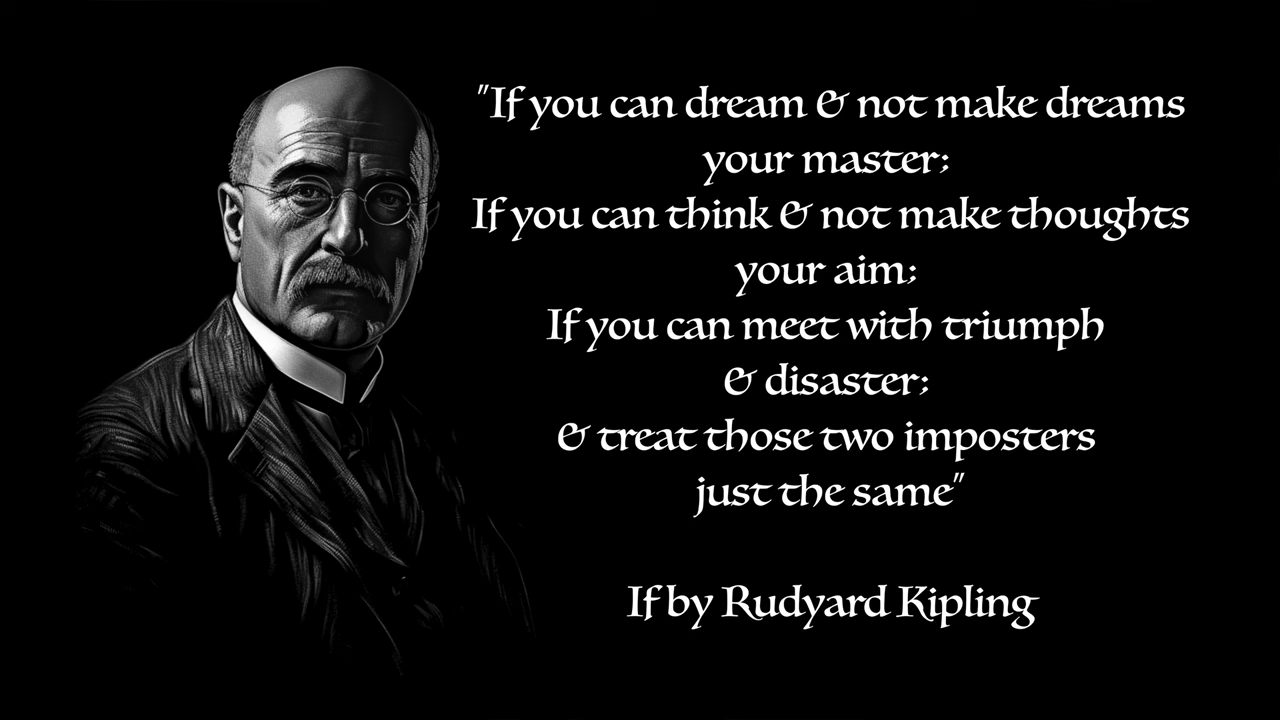 "If you can dream & not make dreams
your master;
If you can think & not make thoughts
your aim;
If you can meet with triumph
& disaster;
& treat those two imposters
just the same"
If by Rudyard Kipling